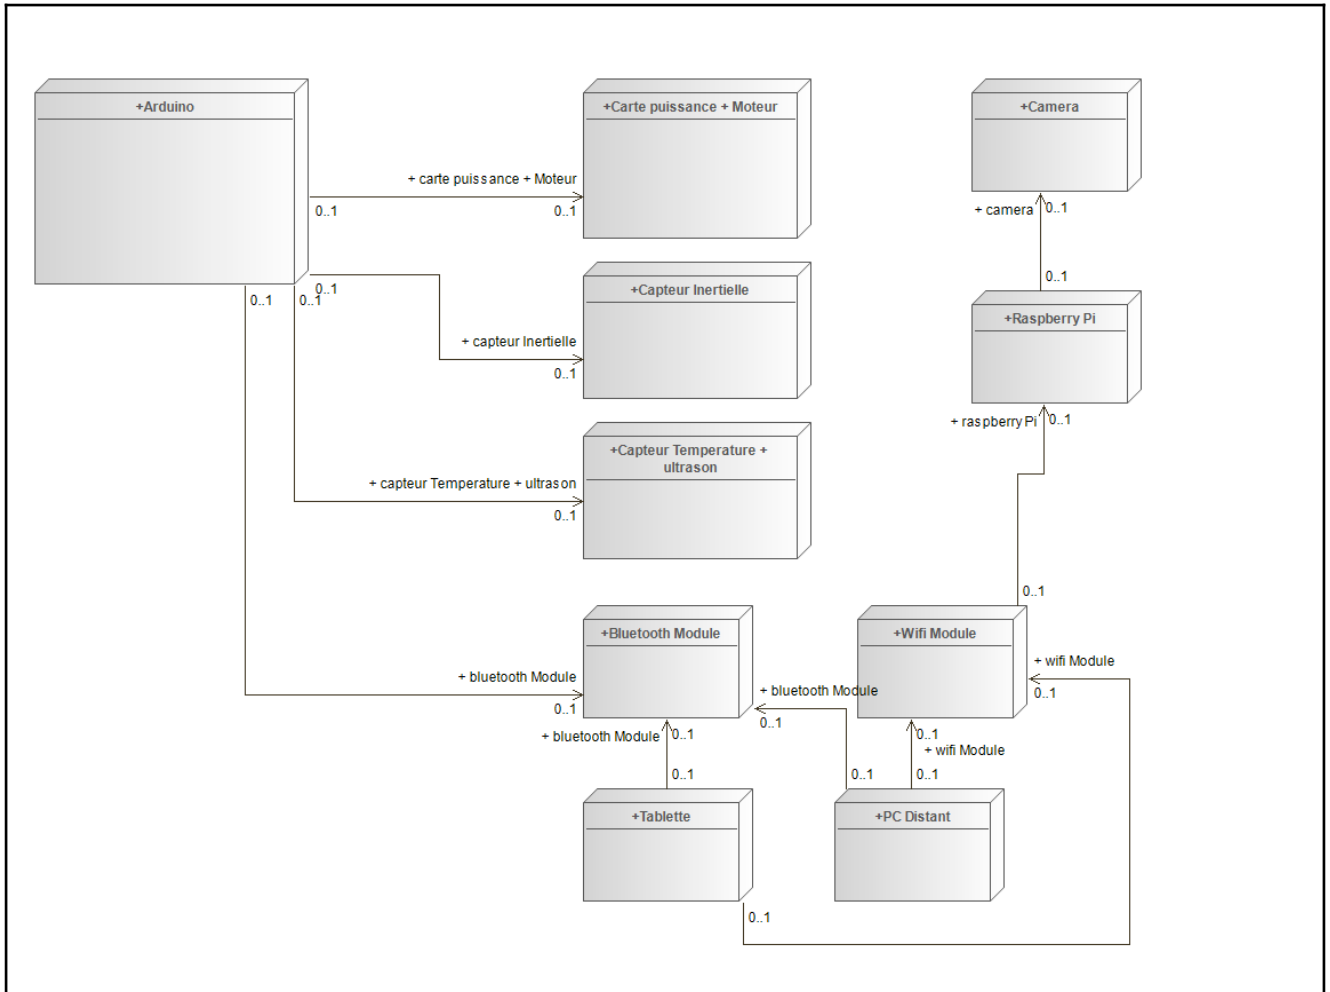 +Arduino
+Carte puissance + Moteur
+Camera
+ carte puissance + Moteur
0..1
0..1
+ camera
0..1
0..1
+Capteur Inertielle
0..1
0..1
0..1
+ capteur Inertielle
0..1
+Raspberry Pi
+ raspberry Pi
0..1
+Capteur Temperature +
ultrason
+ capteur Temperature + ultrason
0..1
0..1
+Bluetooth Module
+Wifi Module
+ bluetooth Module
0..1
+ bluetooth Module
0..1
+ wifi Module
0..1
+ bluetooth Module
0..1
0..1
+ wifi Module
0..1
0..1
0..1
+Tablette
+PC Distant
0..1